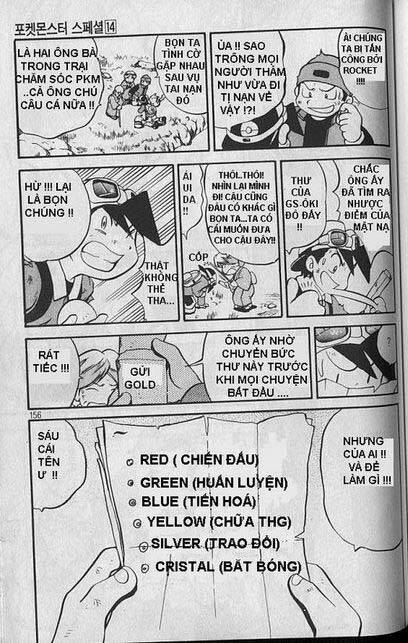 포켓몬스터 스페셜⑭
Á! CHÚNG
TA BỊ TẤN
CÔNG BỞI
ROCKET
!!!!
ỦA !! SAO
TRÔNG MỌI
NGƯỜI THẢM
NHƯ VỪA ĐI
TỊ NẠN VỀ
VẬY !?!
BỌN TA
TÌNH CỜ
GẶP NHAU
SAU VỤ
TAI NẠN ĐÓ
LÀ HAI ÔNG BÀ
TRONG TRẠI
CHĂM SÓC PKM
..CẢ ÔNG CHÚ
CÂU CÁ NỮA !!
CHẮC
ÔNG ẤY
ĐÃ TÌM RA
NHƯỢC
ĐIỂM CỦA
MẶT NẠ
THƯ
CỦA
GS-ÔKI
ĐÓ ĐẤY !!
THÔI.THÔI!
NHÌN LẠI MÌNH
ĐI! CẬU CŨNG
ĐÂU CÓ KHÁC GÌ
BỌN TA...TA CÓ
CÁI MUỐN ĐƯA
CHO CẬU ĐÂY!!
ÁI
UI
DA !!
CỐP
HỪ !!! LẠI
LÀ BỌN
CHÚNG !!
THẬT
KHÔNG THỂ
THA...
?
ÔNG ẤY NHỜ
CHUYỂN BỨC
THƯ NÀY TRƯỚC
KHI MỌI CHUYỆN
BẮT ĐẦU ....
GỬI
GOLD
RẤT
TIẾC !!!
156
NHƯNG
CỦA AI !!
VÀ ĐỂ
LÀM GÌ !!!
RED ( CHIẾN ĐẤU)
GREEN (HUẤN LUYỆN)
BLUE (TIẾN HOÁ)
YELLOW (CHỮA THG)
SILVER (TRAO ĐỔI)
CRISTAL (BẮT BÓNG)
SÁU
CÁI
TÊN
Ư !!